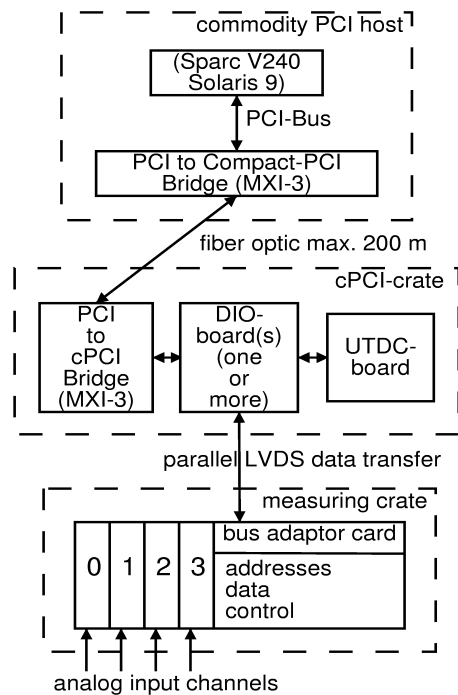 commodity PCI host
(Sparc V240
Solaris 9)
PCI-Bus
PCI to Compact-PCI
Bridge (MXI-3)
fiber optic max. 200 m
cPCI-crate
PCI
to
cPCI
Bridge
(MXI-3)
DIO-
board(s)
(one
or
more)
UTDC-
board
parallel LVDS data transfer
measuring crate
0 1 2 3
bus adaptor card
addresses
data
control
analog input channels